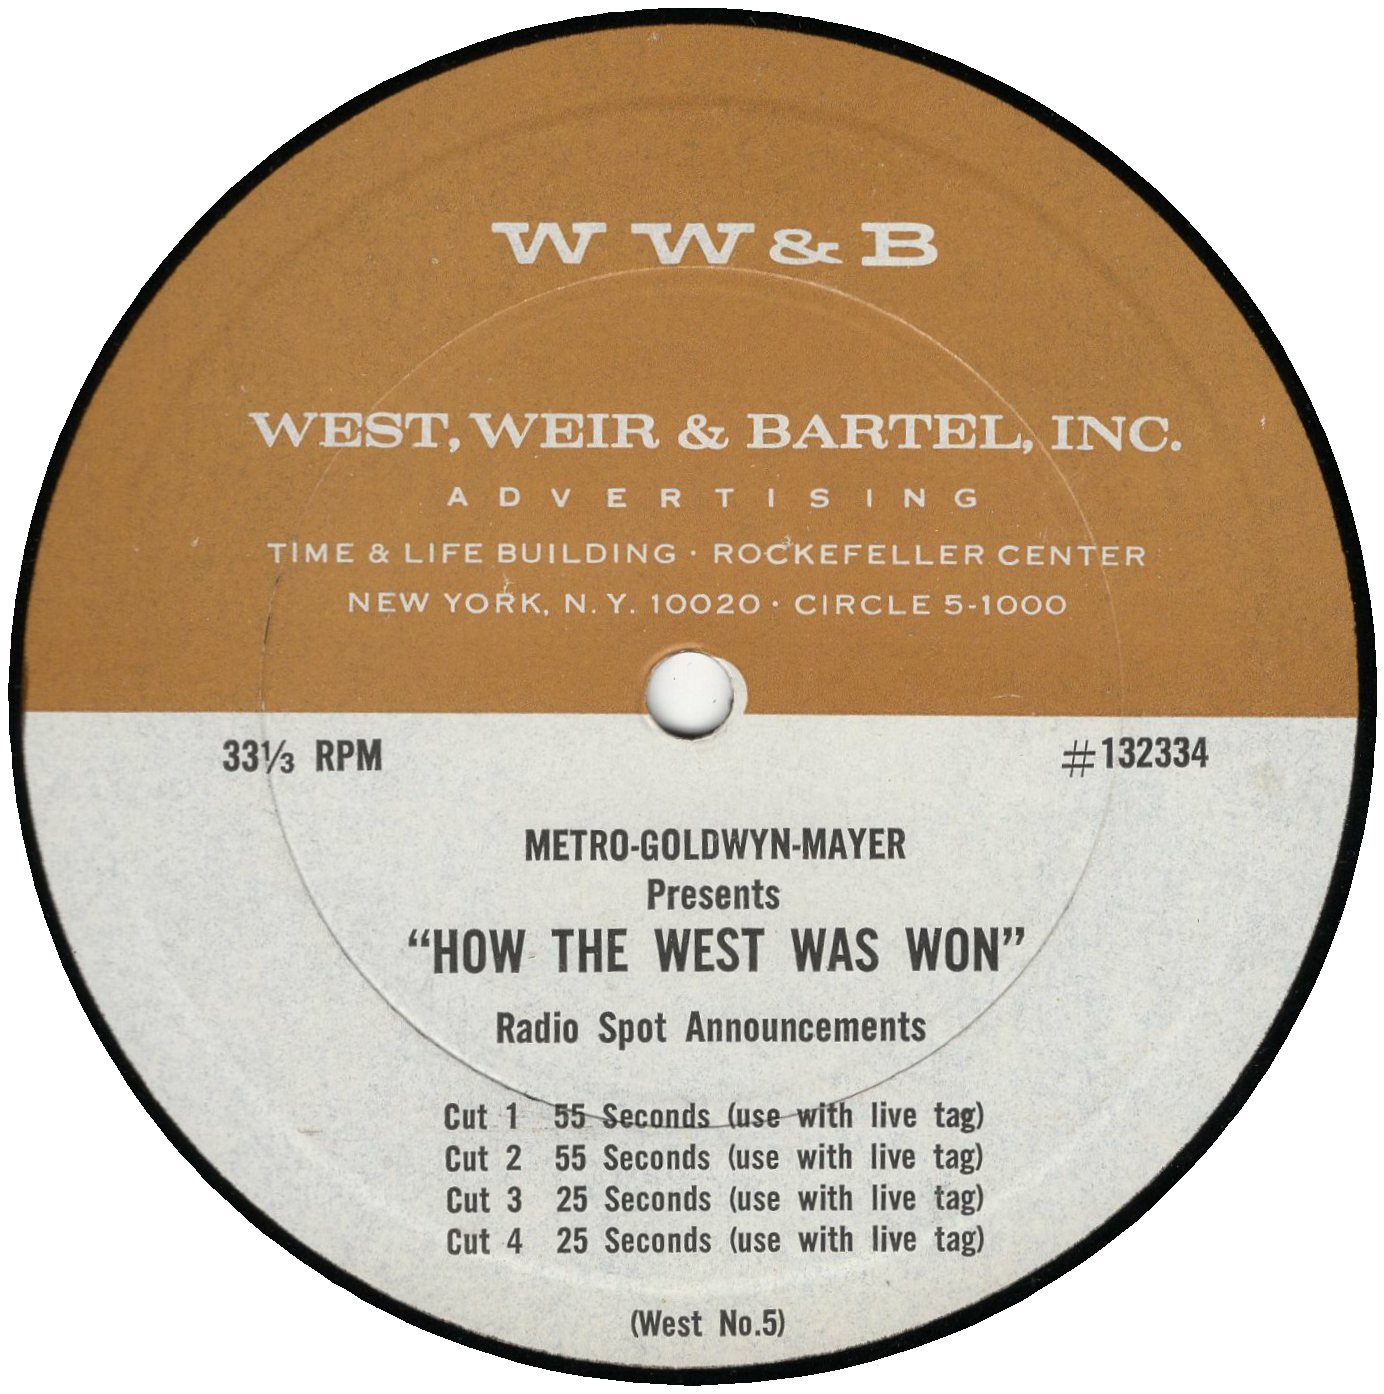 W W & B
WEST, WEIR & BARTEL, INC.
ADVERTISING
TIME & LIFE BUILDING · ROCKEFELLER CENTER
NEW YORK, N.Y. 10020 · CIRCLE 5-1000
33⅓ RPM #132334
METRO-GOLDWYN-MAYER
Presents
“HOW THE WEST WAS WON”
Radio Spot Announcements
Cut 1 55 Seconds (use with live tag)
Cut 2 55 Seconds (use with live tag)
Cut 3 25 Seconds (use with live tag)
Cut 4 25 Seconds (use with live tag)
(West No.5)